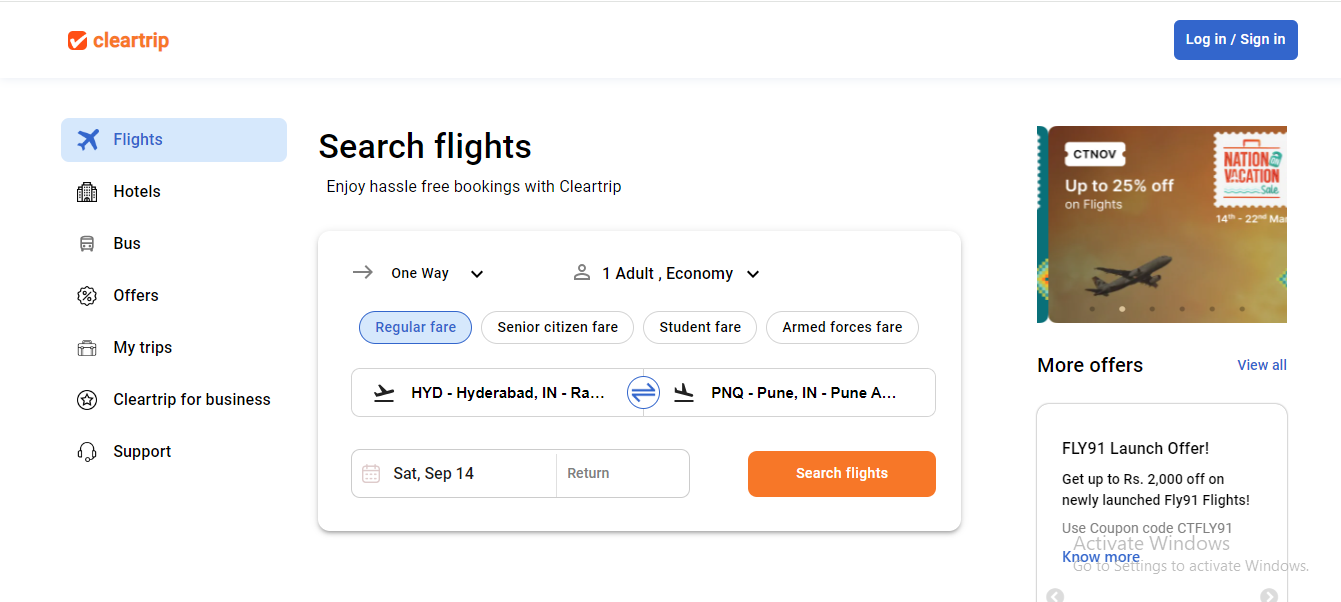 cleartrip
Log in / Sign in
Flights
Hotels
Bus
Offers
My trips
Cleartrip for business
Support
Search flights
Enjoy hassle free bookings with Cleartrip
One Way
1 Adult , Economy
Regular fare
Senior citizen fare
Student fare
Armed forces fare
HYD - Hyderabad, IN - Ra...
PNQ - Pune, IN - Pune A...
Sat, Sep 14
Return
Search flights
CTNOV
Up to 25% off
on Flights
NATION
ON
VACATION
Sale
14th - 22nd Mar
More offers
View all
FLY91 Launch Offer!
Get up to Rs. 2,000 off on
newly launched Fly91 Flights!
Use Coupon code CTFLY91
Know more
Activate Windows
Go to Settings to activate Windows.